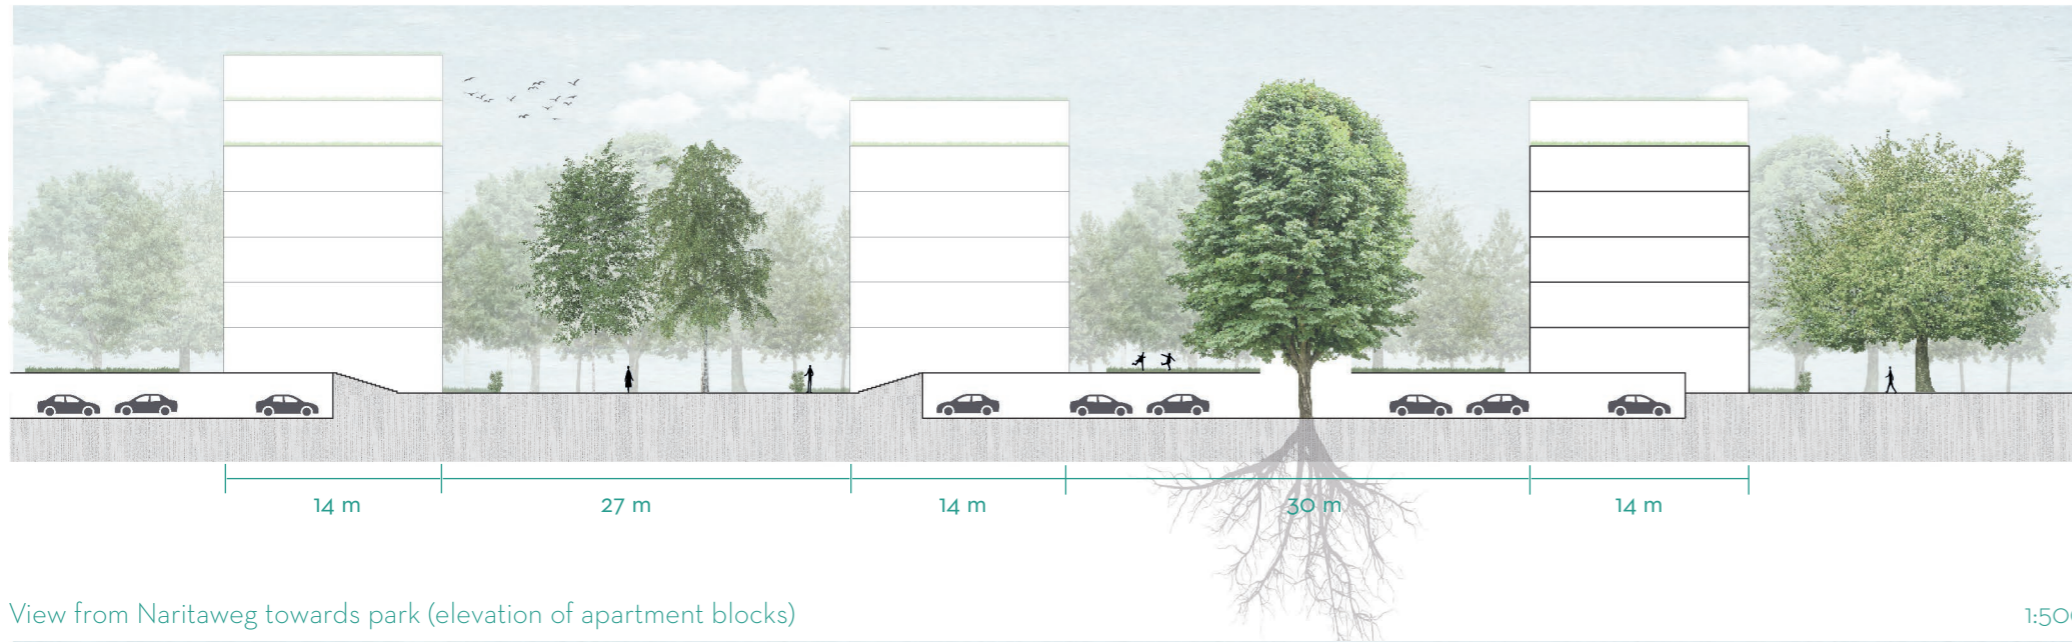 14 m
27 m
14 m
30 m
14 m
View from Naritaweg towards park (elevation of apartment blocks)